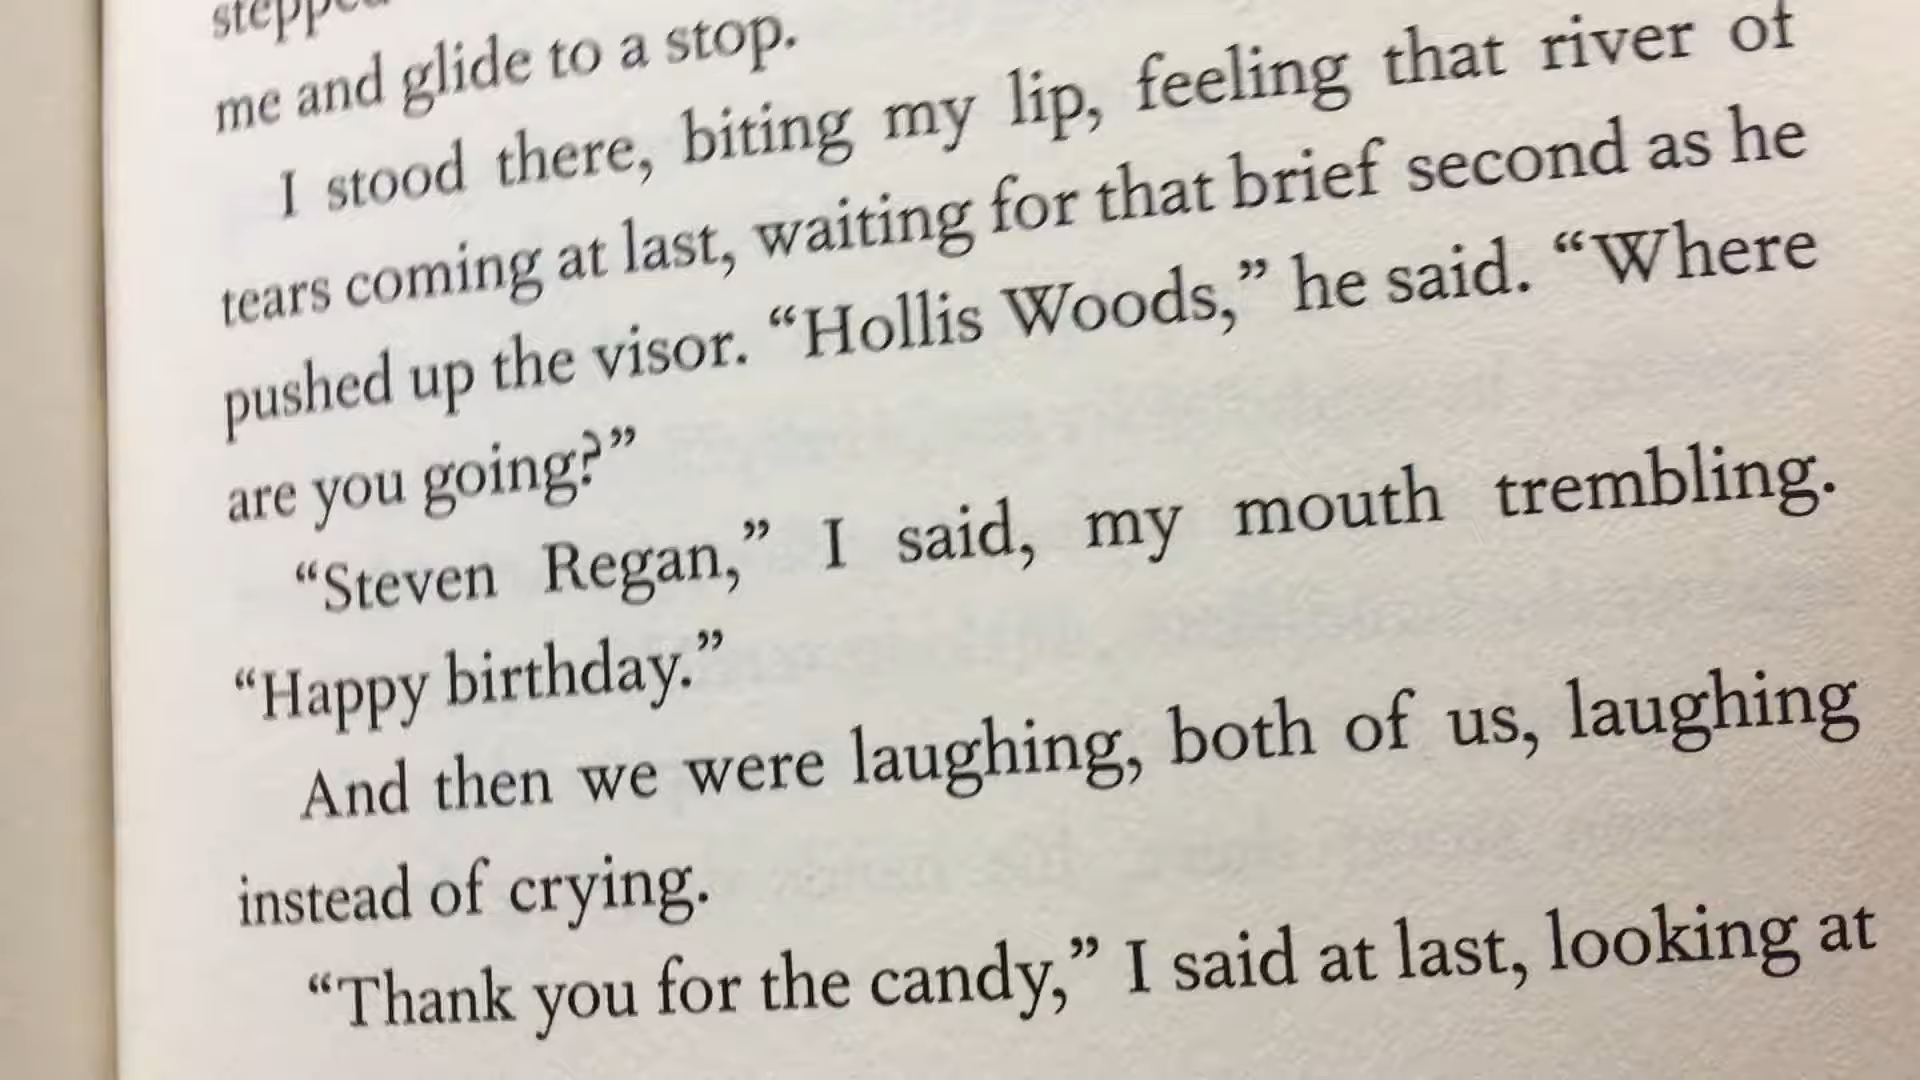 me and glide to a stop.
I stood there, biting my lip, feeling that river of
tears coming at last, waiting for that brief second as he
pushed up the visor. “Hollis Woods,” he said. “Where
are you going?”
“Steven Regan,” I said, my mouth trembling.
“Happy birthday.”
And then we were laughing, both of us, laughing
instead of crying.
“Thank you for the candy,” I said at last, looking at